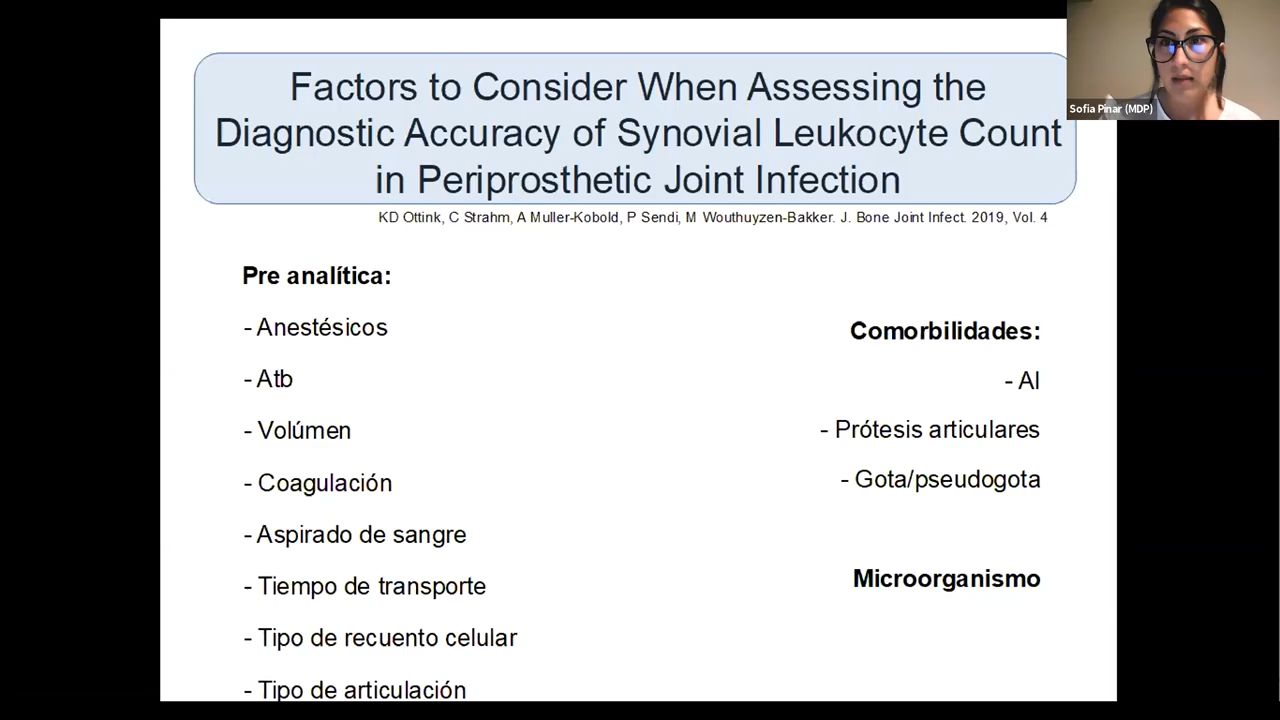 Factors to Consider When Assessing the
Diagnostic Accuracy of Synovial Leukocyte Count
in Periprosthetic Joint Infection
KD Ottink, C Strahm, A Muller-Kobold, P Sendi, M Wouthuyzen-Bakker. J. Bone Joint Infect. 2019, Vol. 4
Sofia Pinar (MDP)
Pre analítica:
- Anestésicos
- Atb
- Volúmen
- Coagulación
- Aspirado de sangre
- Tiempo de transporte
- Tipo de recuento celular
- Tipo de articulación
Comorbilidades:
- AI
- Prótesis articulares
- Gota/pseudogota
Microorganismo